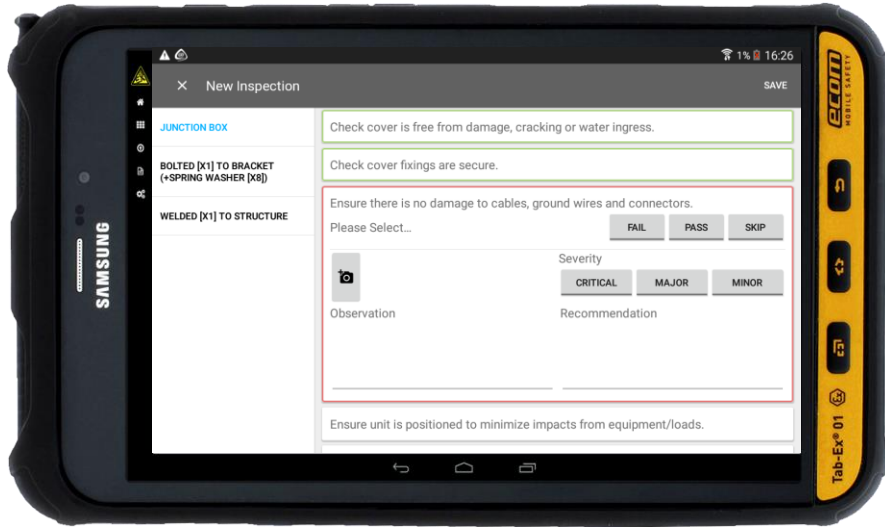 1% 16:26
New Inspection
SAVE
JUNCTION BOX
BOLTED [X1] TO BRACKET
(+SPRING WASHER [X8])
WELDED [X1] TO STRUCTURE
Check cover is free from damage, cracking or water ingress.
Check cover fixings are secure.
Ensure there is no damage to cables, ground wires and connectors.
Please Select...
FAIL
PASS
SKIP
Severity
CRITICAL
MAJOR
MINOR
Observation
Recommendation
Ensure unit is positioned to minimize impacts from equipment/loads.
SAMSUNG
ecom
MOBILE SAFETY
Tab-Ex® 01